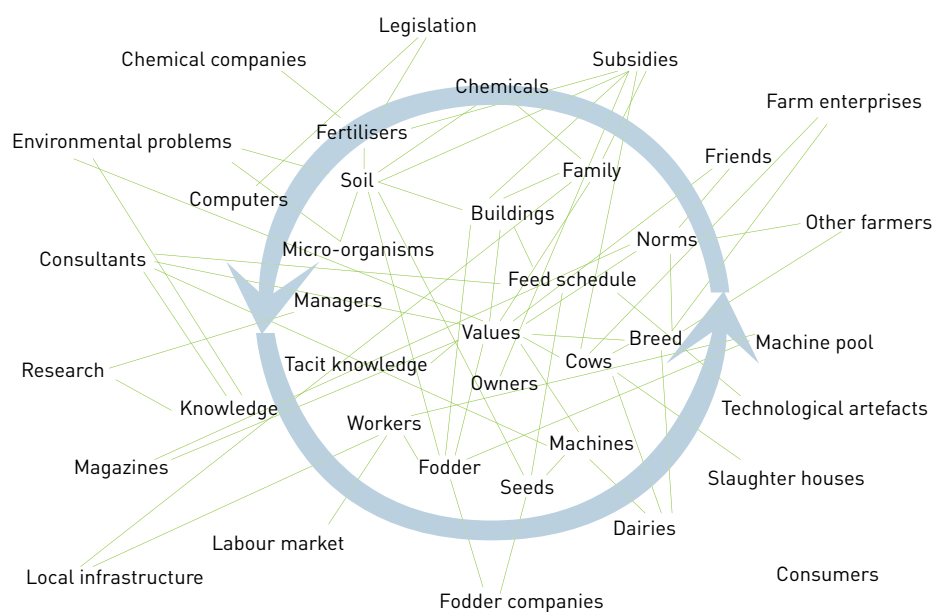 Legislation
Chemical companies
Subsidies
Chemicals
Farm enterprises
Fertilisers
Environmental problems
Friends
Family
Soil
Computers
Buildings
Other farmers
Norms
Micro-organisms
Consultants
Feed schedule
Managers
Values
Breed
Machine pool
Cows
Tacit knowledge
Research
Owners
Knowledge
Technological artefacts
Workers
Machines
Magazines
Fodder
Slaughter houses
Seeds
Dairies
Labour market
Consumers
Local infrastructure
Fodder companies